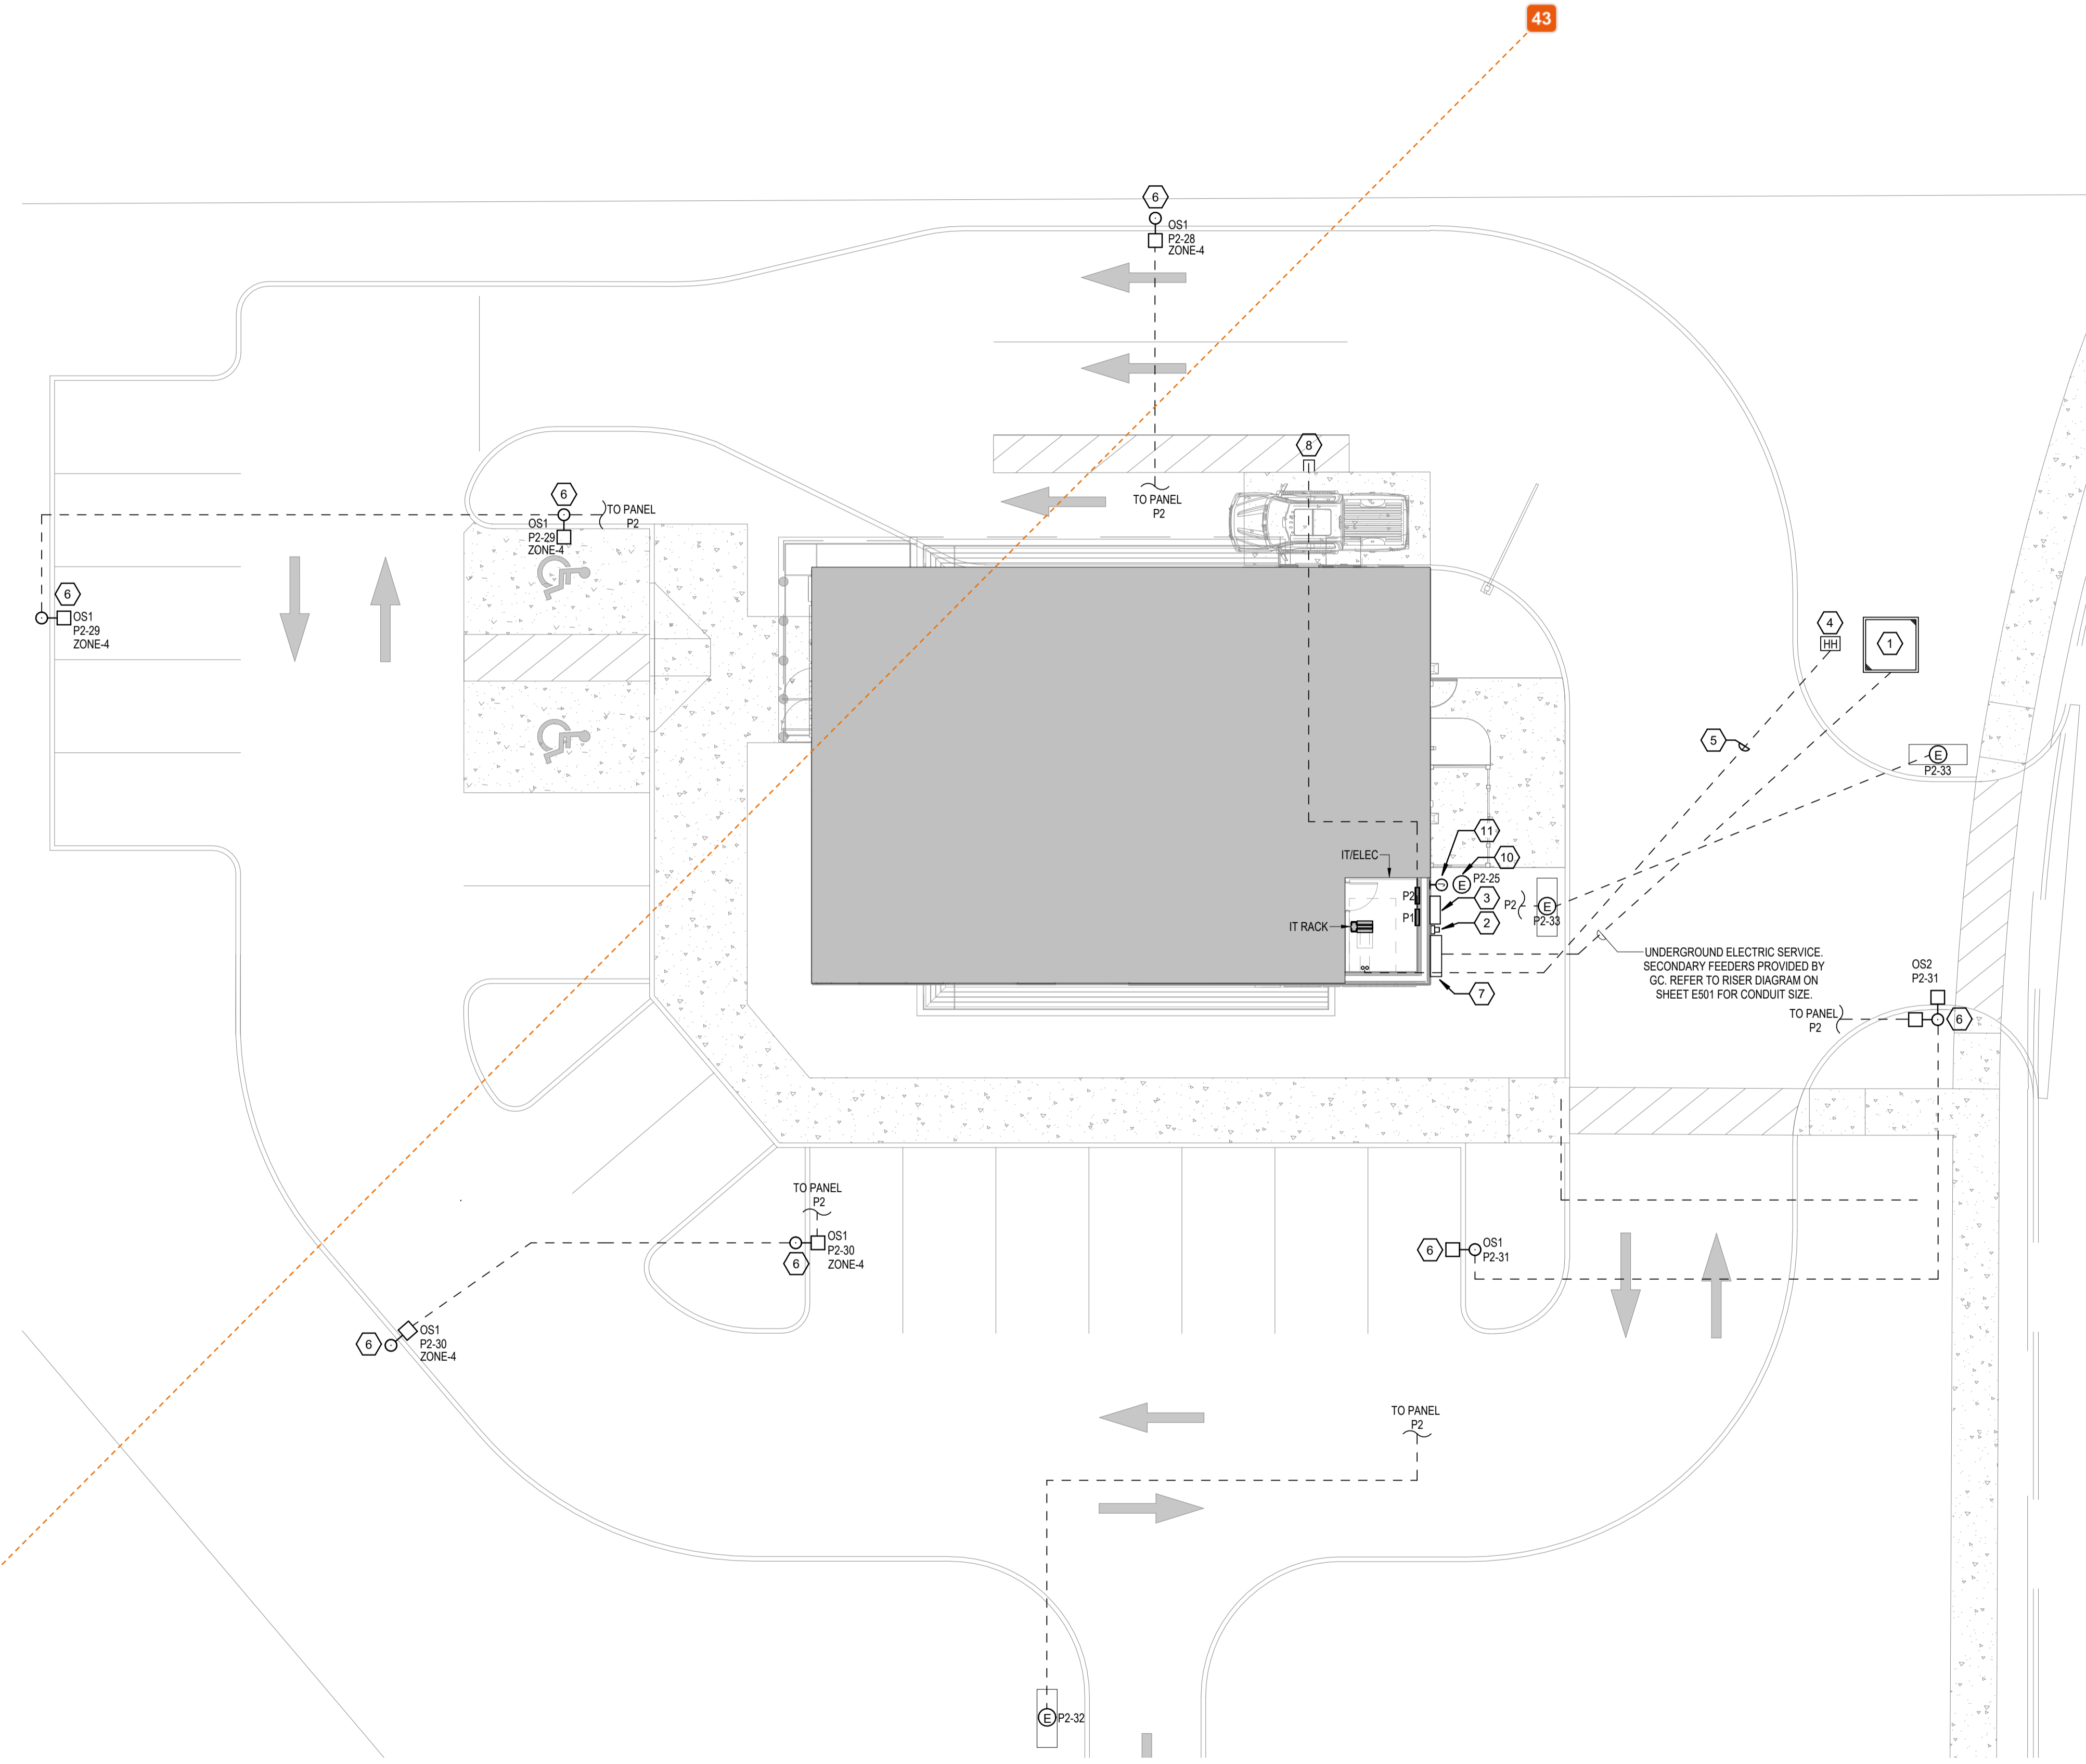 43
6
OS1
P2-28
ZONE-4
8
TO PANEL
P2
6
TO PANEL
P2
OS1
P2-29
ZONE-4
6
OS1
P2-29
ZONE-4
4
HH
1
5
E
P2-33
11
IT/ELEC
10
E
P2-25
P2
3
P2
E
P2-33
P1
2
IT RACK
UNDERGROUND ELECTRIC SERVICE.
SECONDARY FEEDERS PROVIDED BY
GC. REFER TO RISER DIAGRAM ON
SHEET E501 FOR CONDUIT SIZE.
7
OS2
P2-31
TO PANEL
P2
6
TO PANEL
P2
OS1
P2-30
ZONE-4
6
6
OS1
P2-31
6
OS1
P2-30
ZONE-4
TO PANEL
P2
E
P2-32